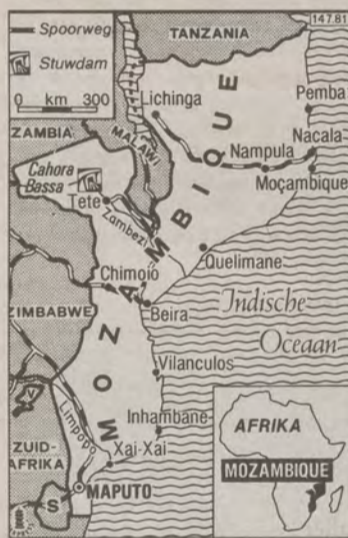 Spoorweg
Stuwdam
0 km 300
147.81
TANZANIA
ZAMBIA
MALAWI
Lichinga
Pemba
Nacala
Nampula
Moçambique
Cahora
Bassa
Tete
Zambezi
MOZAMBIQUE
Quelimane
Chimoio
Beira
ZIMBABWE
Indische
Oceaan
Vilanculos
Limpopo
Inhambane
Xai-Xai
ZUID-
AFRIKA
MAPUTO
S
V
AFRIKA
MOZAMBIQUE